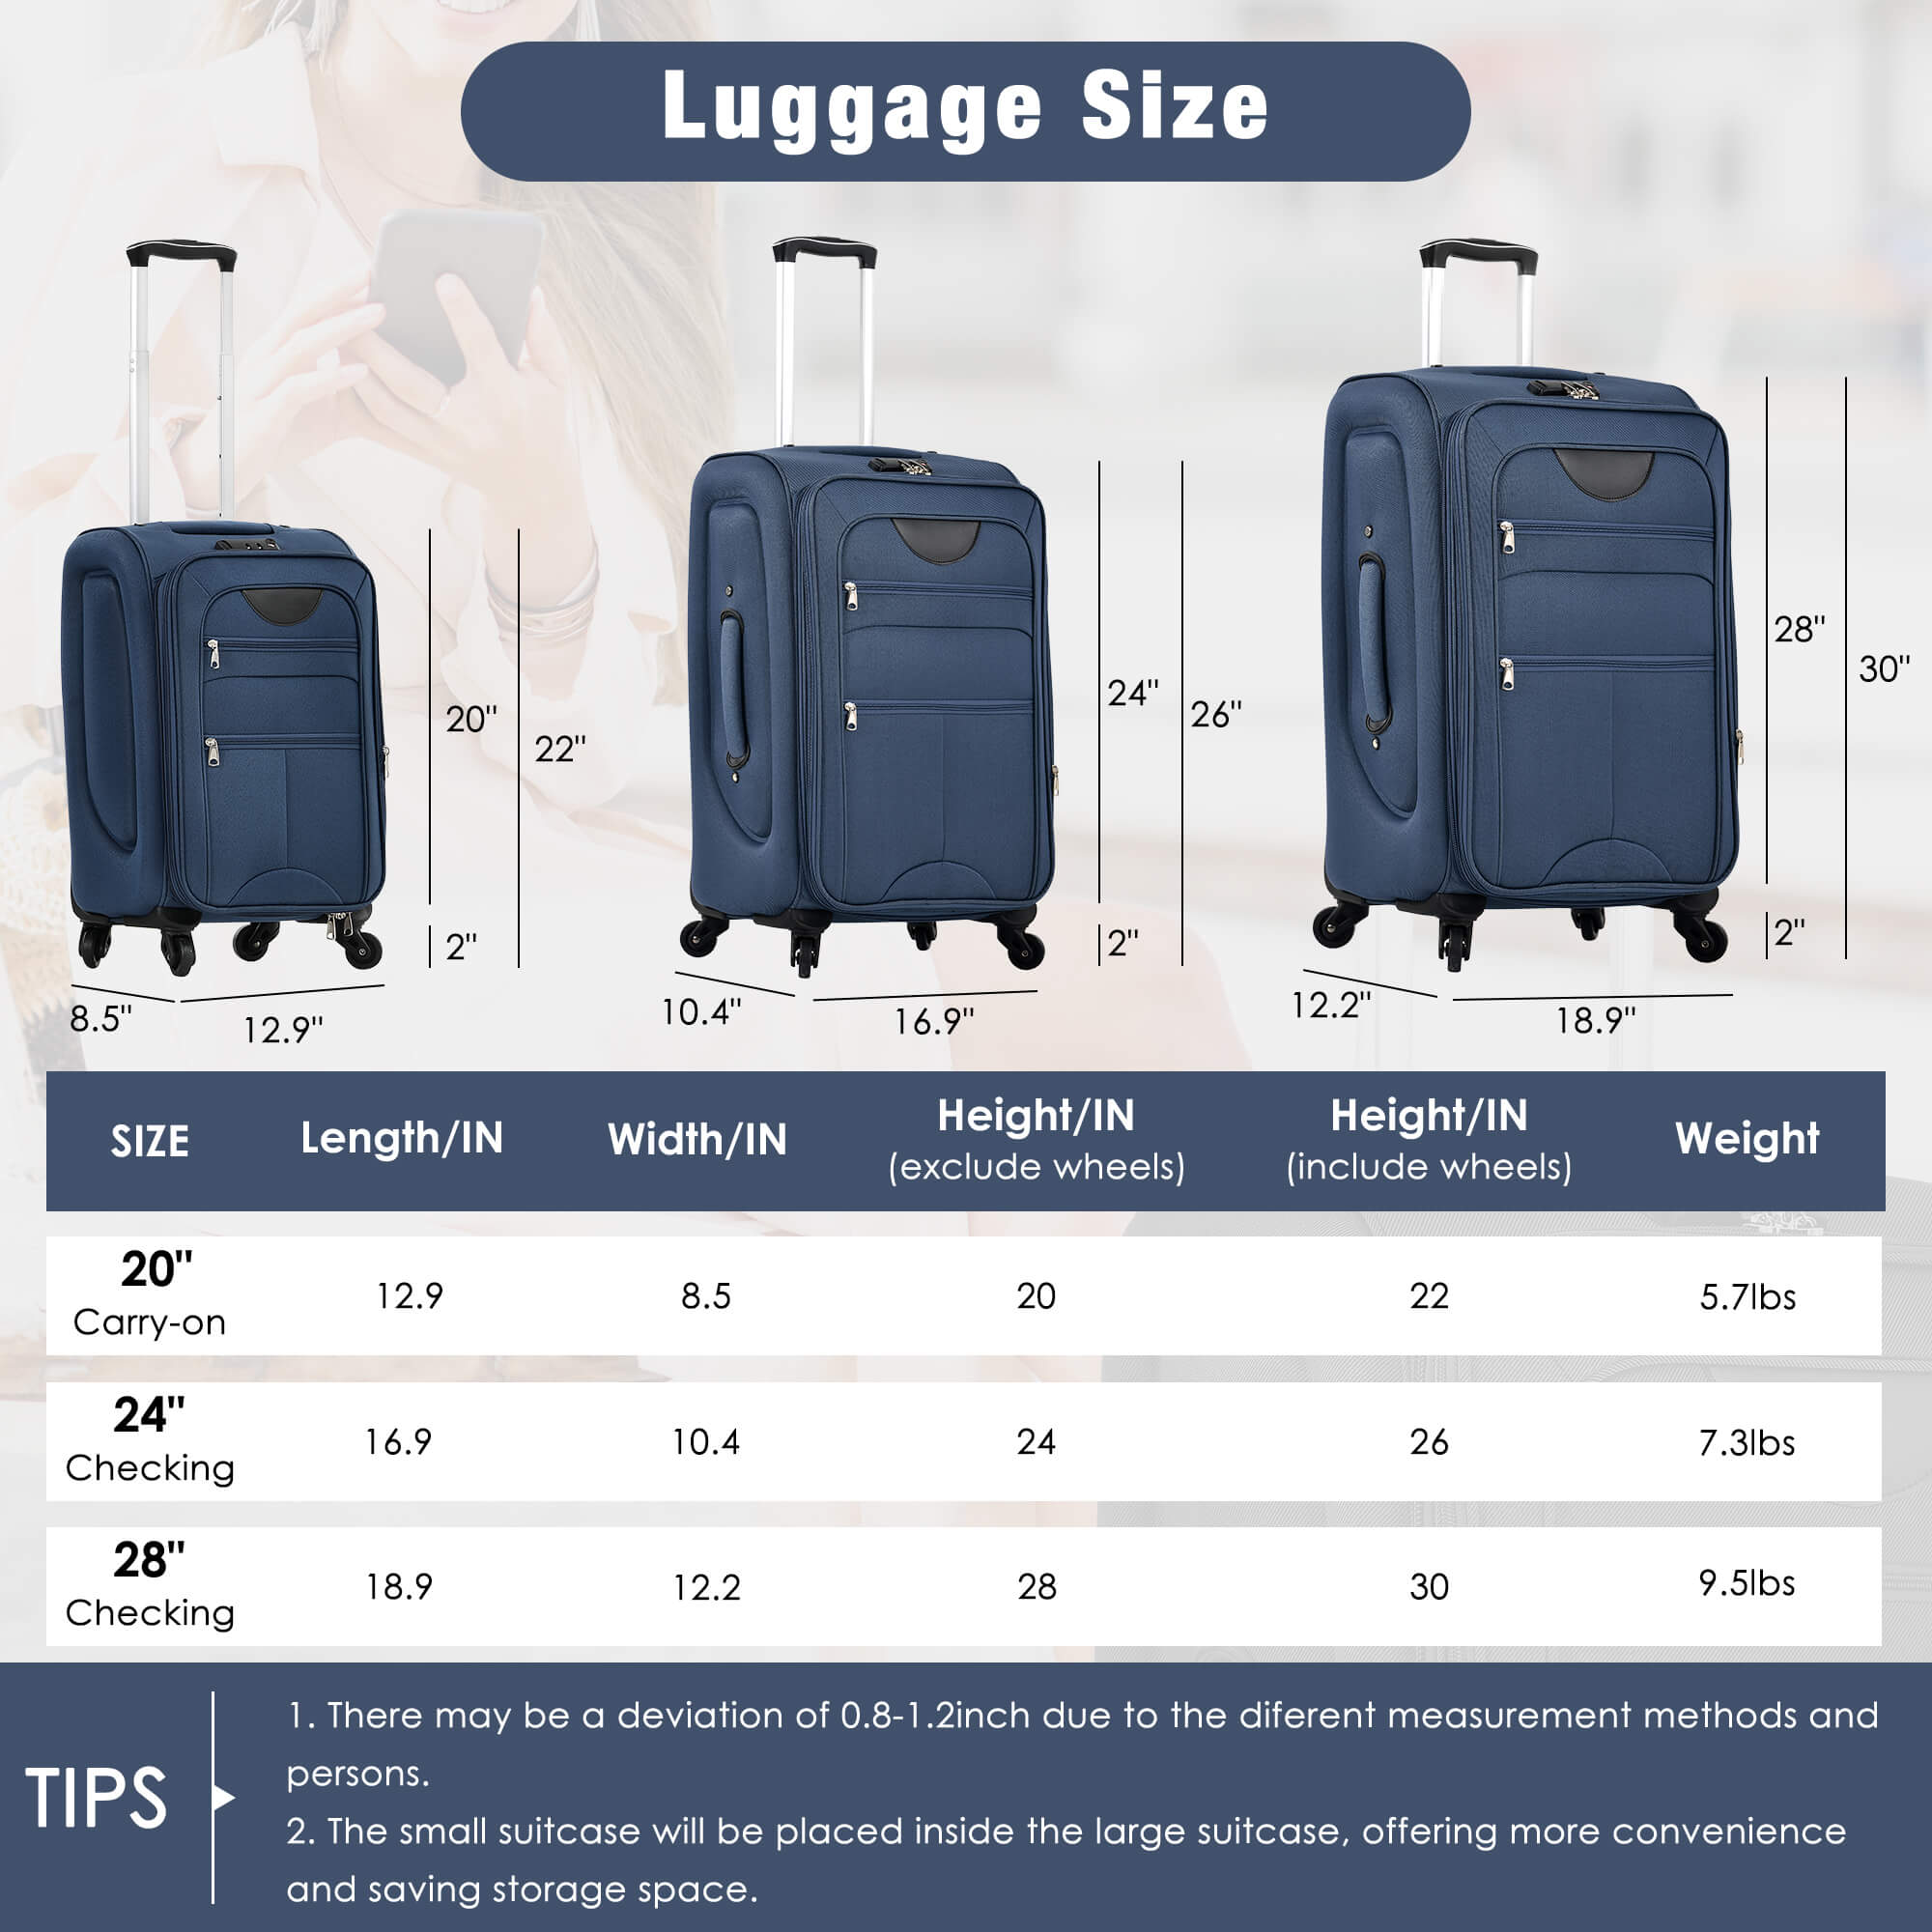 Luggage Size
20"
22"
2"
8.5"
12.9"
24"
26"
2"
10.4"
16.9"
28"
30"
2"
12.2"
18.9"
SIZE Length/IN Width/IN Height/IN (exclude wheels) Height/IN (include wheels) Weight
20" Carry-on 12.9 8.5 20 22 5.7lbs
24" Checking 16.9 10.4 24 26 7.3lbs
28" Checking 18.9 12.2 28 30 9.5lbs
TIPS
1. There may be a deviation of 0.8-1.2inch due to the diferent measurement methods and
persons.
2. The small suitcase will be placed inside the large suitcase, offering more convenience
and saving storage space.